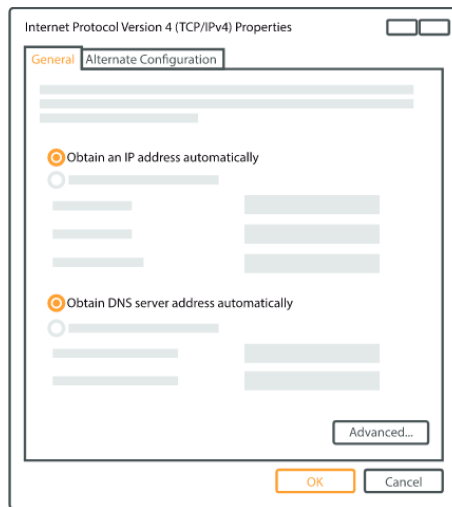 Internet Protocol Version 4 (TCP/IPv4) Properties
General Alternate Configuration
Obtain an IP address automatically
Obtain DNS server address automatically
Advanced...
OK Cancel